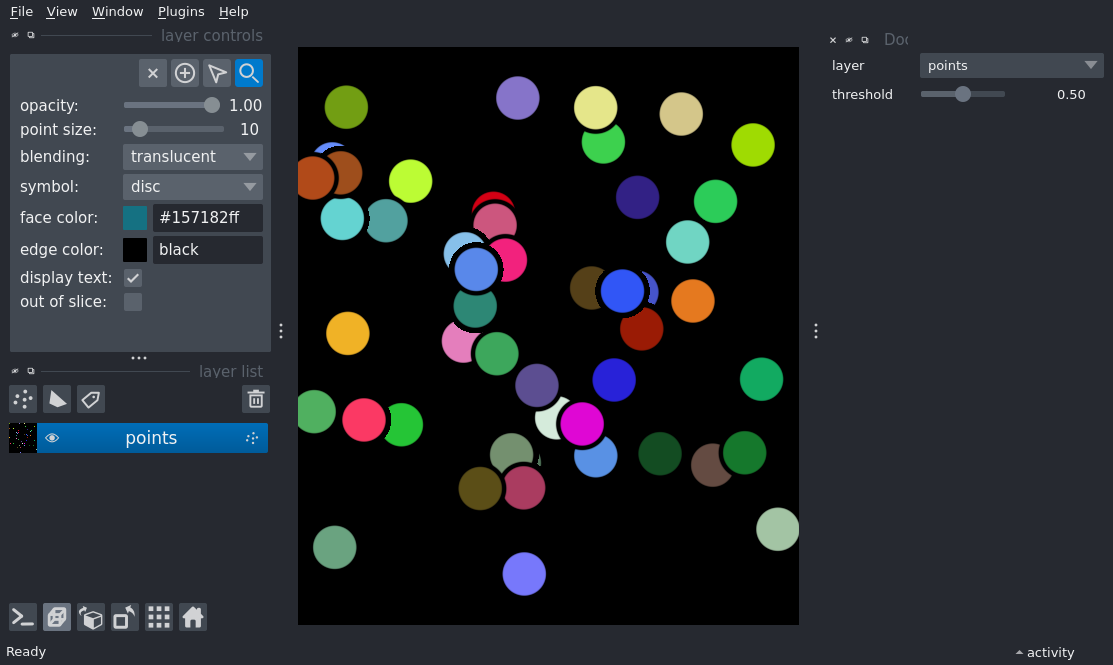 File View Window Plugins Help
layer controls
opacity: 1.00
point size: 10
blending: translucent
symbol: disc
face color: #157182ff
edge color: black
display text:
out of slice:
layer list
points
Ready
layer points
threshold 0.50
activity